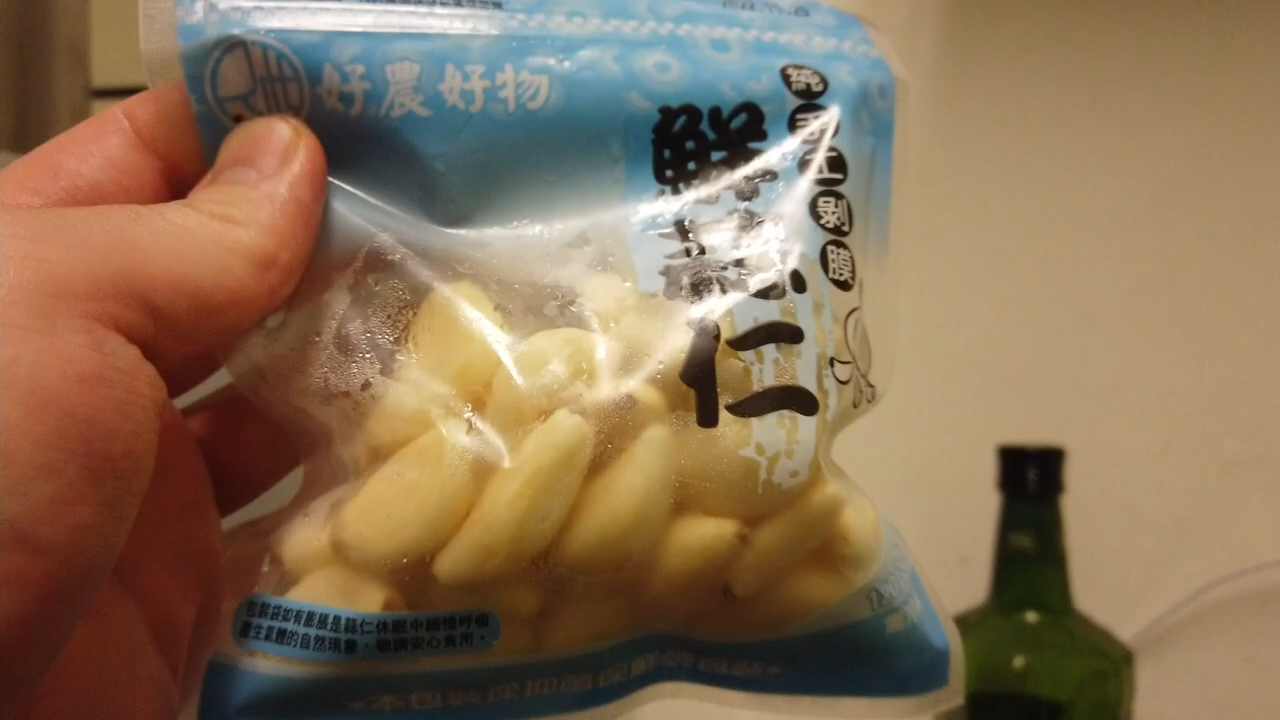 好農好物
純手工剝膜
鮮蒜仁
包裝袋如有膨脹是蒜仁休眠中緩慢呼吸
產生氣體的自然現象，敬請安心食用。